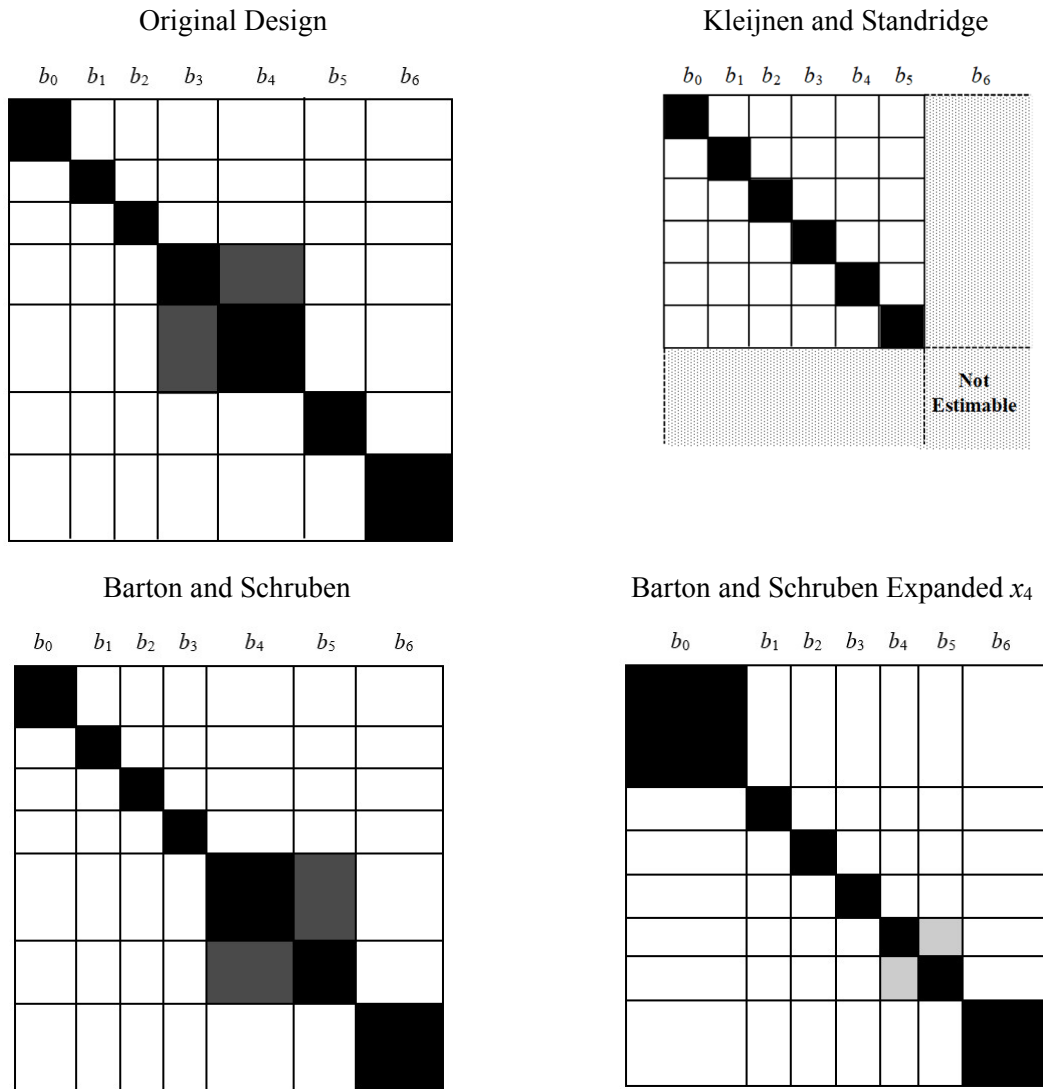 Original Design
b0 b1 b2 b3 b4 b5 b6
Kleijnen and Standridge
b0 b1 b2 b3 b4 b5 b6
Not
Estimable
Barton and Schruben
b0 b1 b2 b3 b4 b5 b6
Barton and Schruben Expanded x4
b0 b1 b2 b3 b4 b5 b6